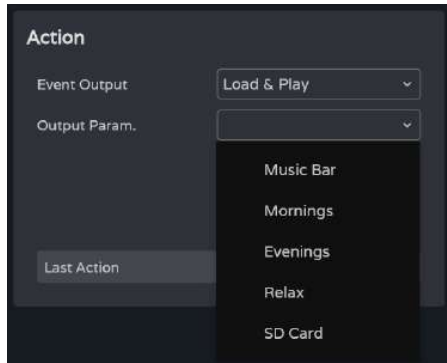 Action
Event Output Load & Play
Output Param.
Music Bar
Mornings
Evenings
Last Action
Relax
SD Card